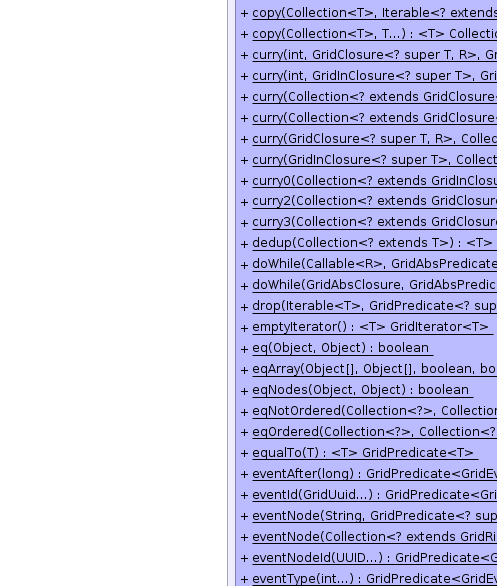 + copy(Collection<T>, Iterable<? extends
+ copy(Collection<T>, T...) : <T> Collecti
+ curry(int, GridClosure<? super T, R>, Gr
+ curry(int, GridInClosure<? super T>, Gri
+ curry(Collection<? extends GridClosure
+ curry(Collection<? extends GridClosure
+ curry(GridClosure<? super T, R>, Collec
+ curry(GridInClosure<? super T>, Collect
+ curry0(Collection<? extends GridInClosu
+ curry2(Collection<? extends GridClosur
+ curry3(Collection<? extends GridClosur
+ dedup(Collection<? extends T>) : <T>
+ doWhile(Callable<R>, GridAbsPredicate
+ doWhile(GridAbsClosure, GridAbsPredic
+ drop(Iterable<T>, GridPredicate<? sup
+ emptyIterator() : <T> GridIterator<T>
+ eq(Object, Object) : boolean
+ eqArray(Object[], Object[], boolean, bo
+ eqNodes(Object, Object) : boolean
+ eqNotOrdered(Collection<?>, Collection
+ eqOrdered(Collection<?>, Collection<?
+ equalTo(T) : <T> GridPredicate<T>
+ eventAfter(long) : GridPredicate<GridEv
+ eventId(GridUuid...) : GridPredicate<Gri
+ eventNode(String, GridPredicate<? sup
+ eventNode(Collection<? extends GridRi
+ eventNodeId(UUID...) : GridPredicate<G
+ eventType(int...) : GridPredicate<GridEv